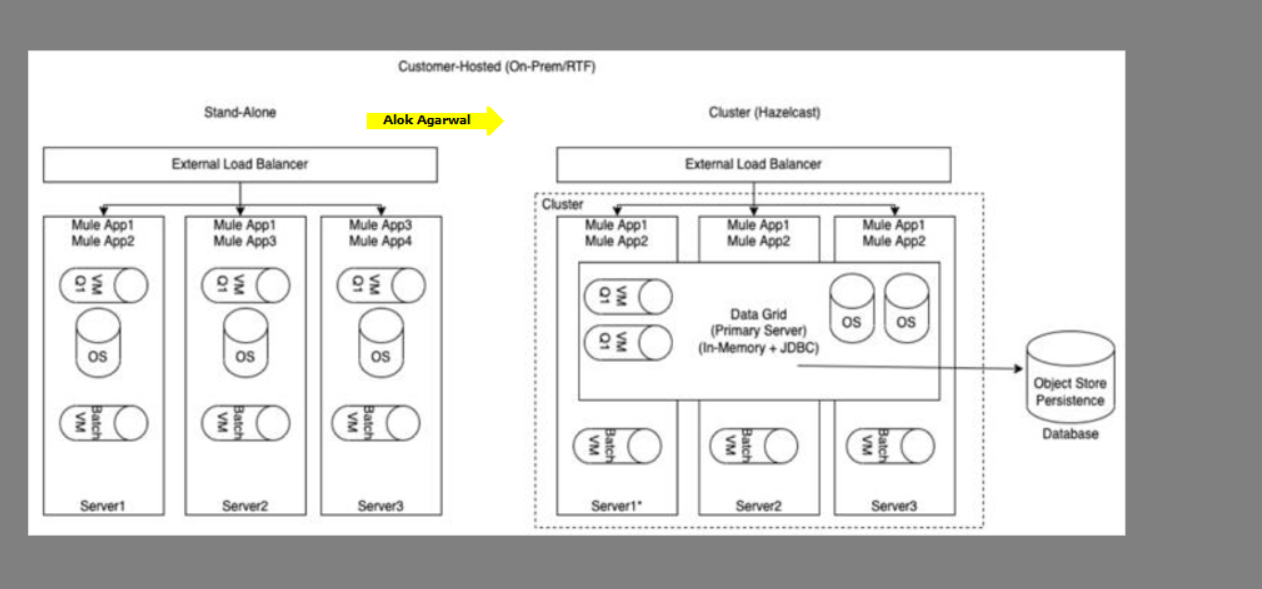 Customer-Hosted (On-Prem/RTF)
Stand-Alone
Alok Agarwal
Cluster (Hazelcast)
External Load Balancer
Mule App1
Mule App2
VM
Q1
OS
Batch
VM
Server1
Mule App1
Mule App3
VM
Q1
OS
Batch
VM
Server2
Mule App3
Mule App4
VM
Q1
OS
Batch
VM
Server3
External Load Balancer
Cluster
Mule App1
Mule App2
Mule App1
Mule App2
Mule App1
Mule App2
VM
Q1
VM
Q1
Data Grid
(Primary Server)
(In-Memory + JDBC)
OS
OS
Batch
VM
Server1*
Batch
VM
Server2
Batch
VM
Server3
Object Store
Persistence
Database